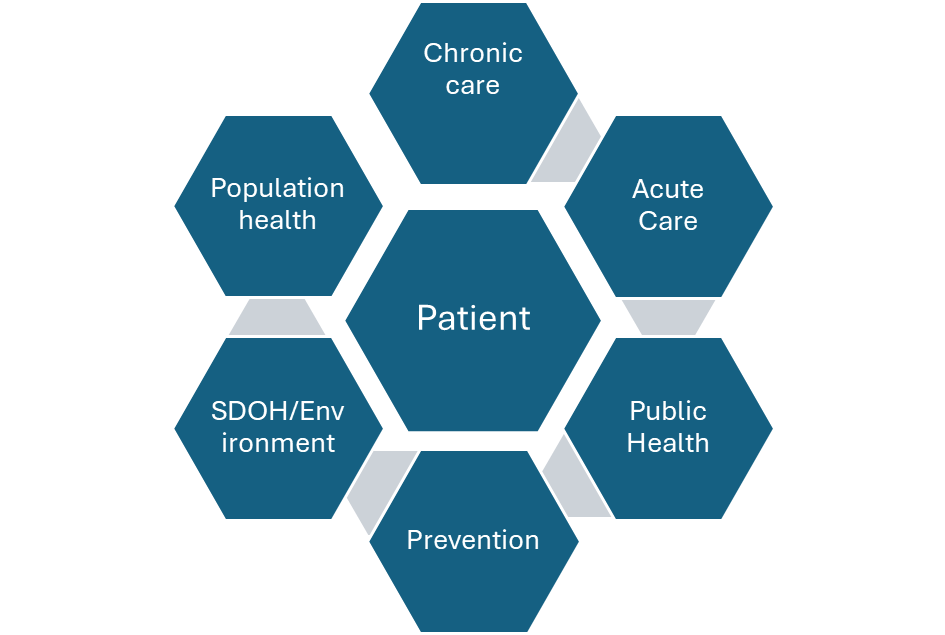 Chronic
care
Population
health
Acute
Care
Patient
SDOH/Env
ironment
Public
Health
Prevention